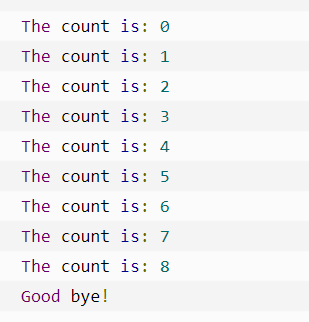 The count is: 0
The count is: 1
The count is: 2
The count is: 3
The count is: 4
The count is: 5
The count is: 6
The count is: 7
The count is: 8
Good bye!